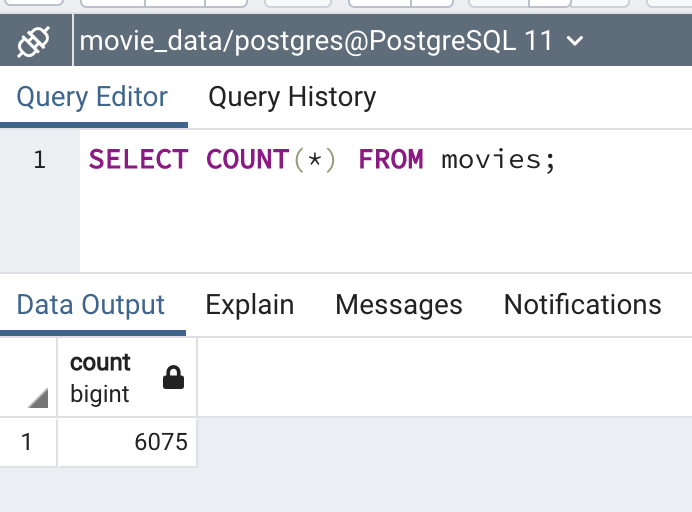 movie_data/postgres@PostgreSQL 11
Query Editor Query History
1 SELECT COUNT(*) FROM movies;
Data Output Explain Messages Notifications
count
bigint
1 6075